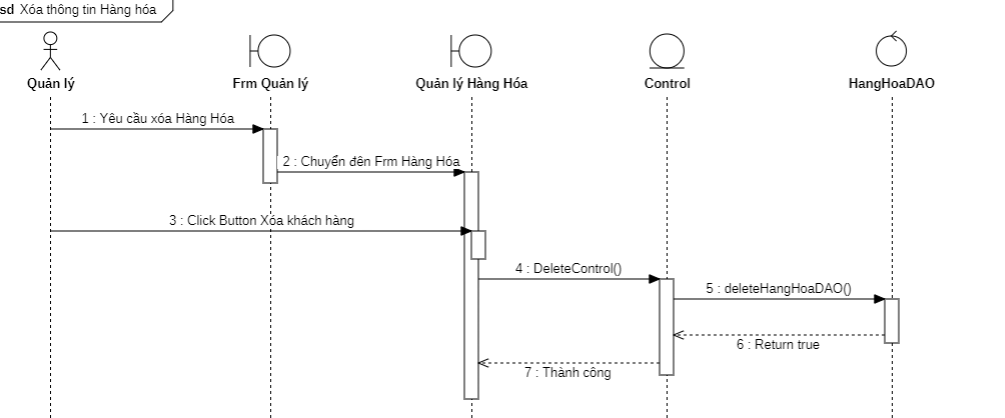 sd Xóa thông tin Hàng hóa
Quản lý
Frm Quản lý
Quản lý Hàng Hóa
Control
HangHoaDAO
1 : Yêu cầu xóa Hàng Hóa
2 : Chuyển đên Frm Hàng Hóa
3 : Click Button Xóa khách hàng
4 : DeleteControl()
5 : deleteHangHoaDAO()
6 : Return true
7 : Thành công